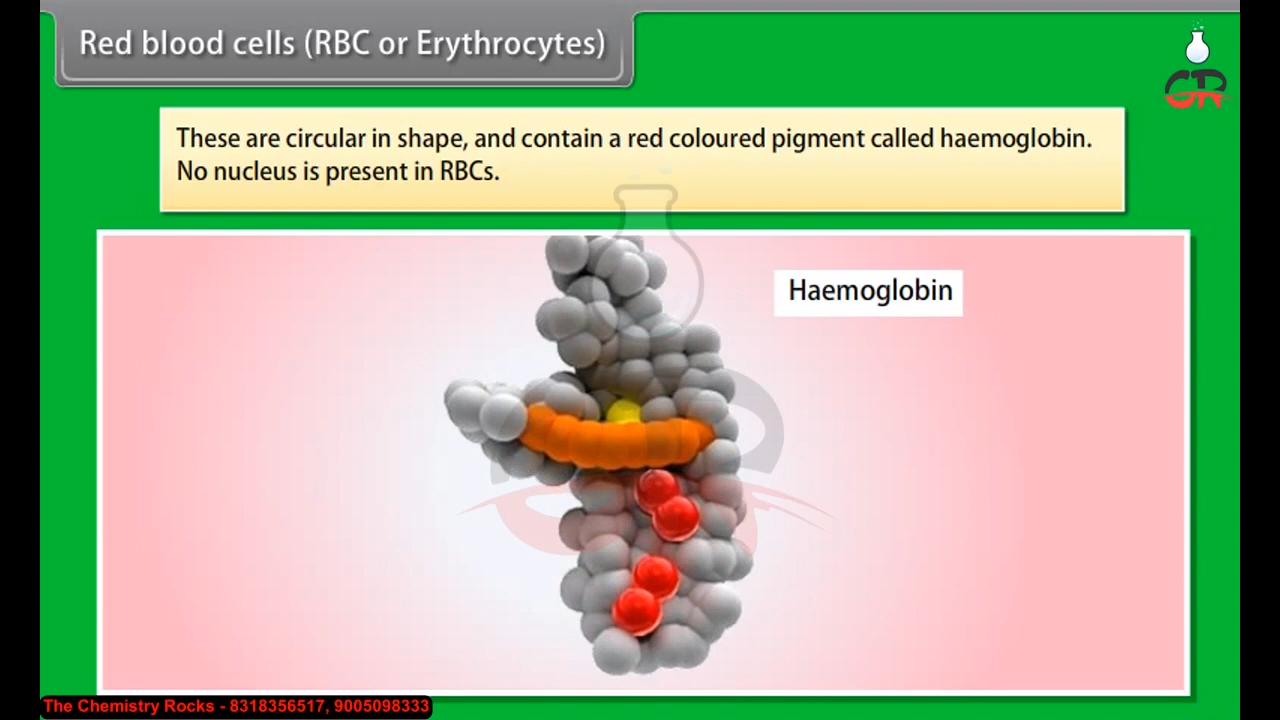 Red blood cells (RBC or Erythrocytes)
GR
These are circular in shape, and contain a red coloured pigment called haemoglobin.
No nucleus is present in RBCs.
Haemoglobin
The Chemistry Rocks - 8318356517, 9005098333